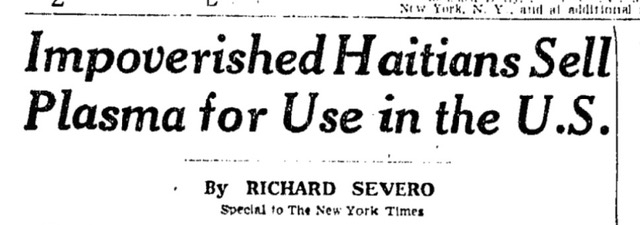 New York, N. Y., and at additional
Impoverished Haitians Sell
Plasma for Use in the U.S.
By RICHARD SEVERO
Special to The New York Times